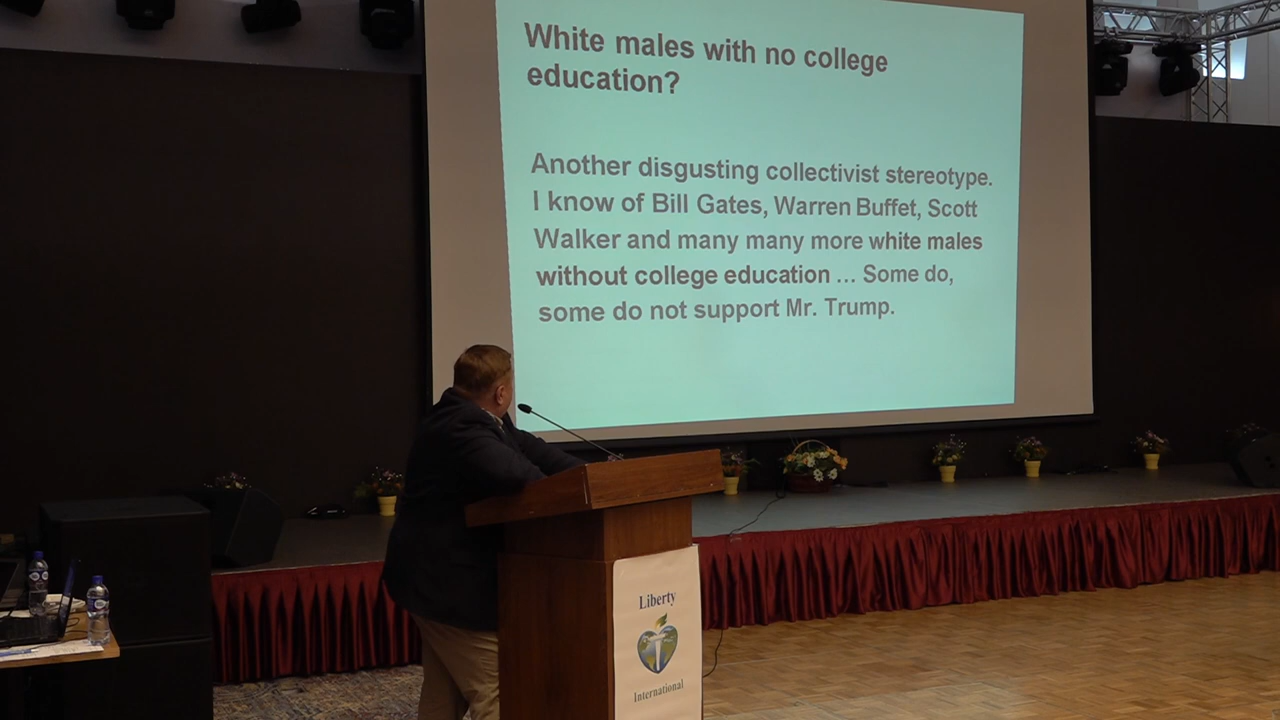 White males with no college
education?
Another disgusting collectivist stereotype.
I know of Bill Gates, Warren Buffet, Scott
Walker and many many more white males
without college education ... Some do,
some do not support Mr. Trump.
Liberty
International